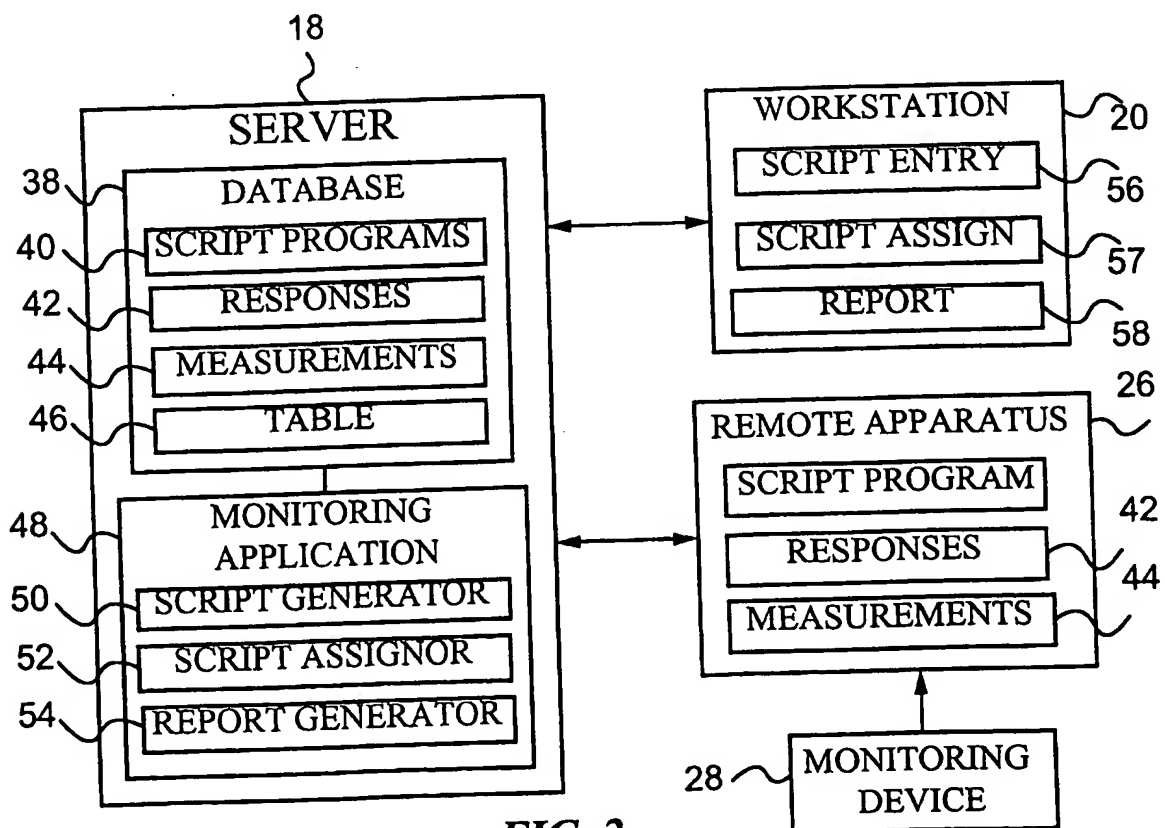 18
SERVER
38
DATABASE
40
SCRIPT PROGRAMS
42
RESPONSES
44
MEASUREMENTS
46
TABLE
48
MONITORING
APPLICATION
50
SCRIPT GENERATOR
52
SCRIPT ASSIGNOR
54
REPORT GENERATOR
WORKSTATION
20
SCRIPT ENTRY
56
SCRIPT ASSIGN
57
REPORT
58
26
REMOTE APPARATUS
SCRIPT PROGRAM
42
RESPONSES
44
MEASUREMENTS
28
MONITORING
DEVICE